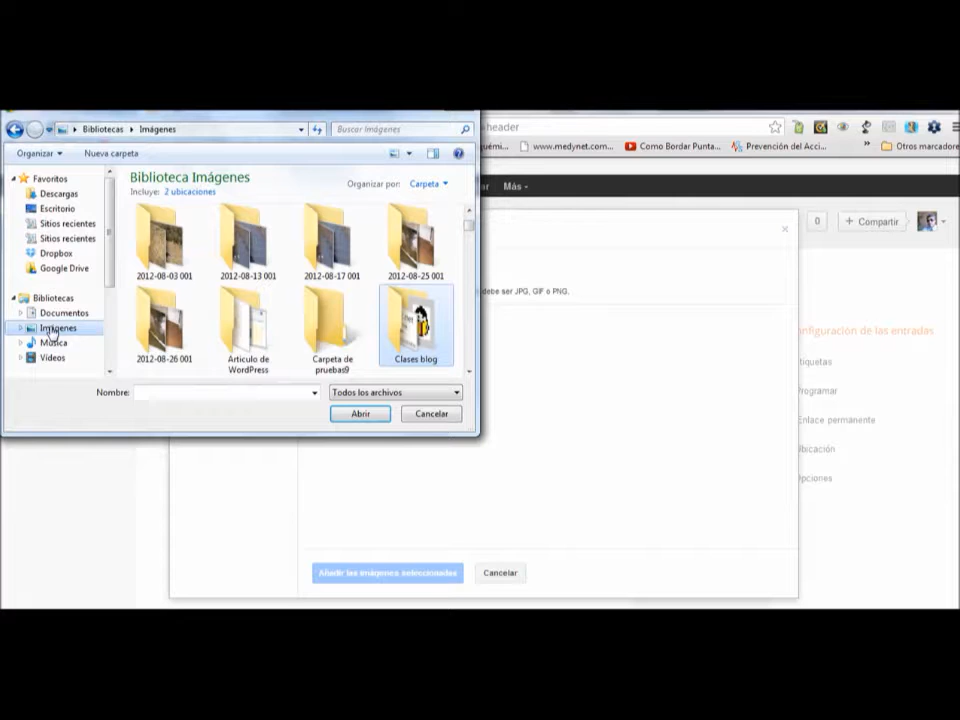 Bibliotecas Imágenes
Buscar Imágenes
header
www.medynet.com...
Como Bordar Punta...
Prevención del Acci...
Otros marcadore
Organizar
Nueva carpeta
Favoritos
Descargas
Escritorio
Sitios recientes
Sitios recientes
Dropbox
Google Drive
Bibliotecas
Documentos
Imágenes
Música
Vídeos
Biblioteca Imágenes
Incluye: 2 ubicaciones
Organizar por: Carpeta
2012-08-03 001
2012-08-13 001
2012-08-17 001
2012-08-25 001
2012-08-26 001
Articulo de WordPress
Carpeta de pruebas9
Clases blog
Nombre:
Todos los archivos
Abrir
Cancelar
Más
0
Compartir
debe ser JPG, GIF o PNG.
onfiguración de las entradas
tiquetas
Programar
Enlace permanente
Ubicación
Opciones
Añadir las imágenes seleccionadas
Cancelar